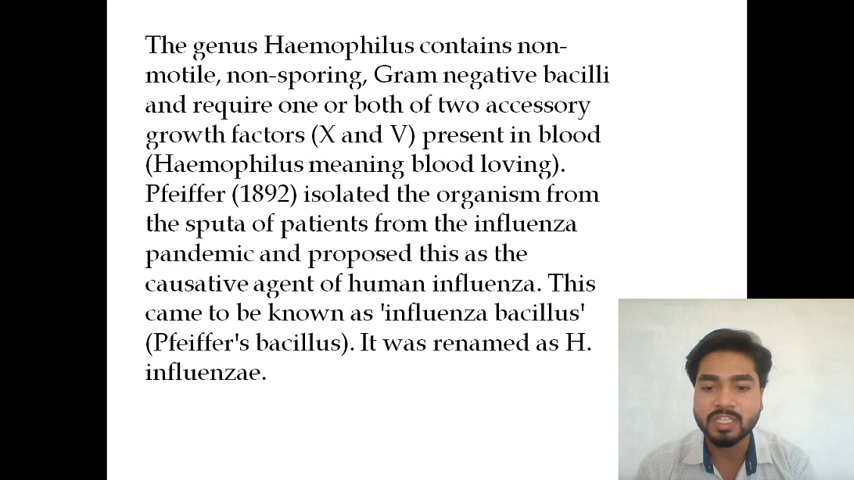 The genus Haemophilus contains non-
motile, non-sporing, Gram negative bacilli
and require one or both of two accessory
growth factors (X and V) present in blood
(Haemophilus meaning blood loving).
Pfeiffer (1892) isolated the organism from
the sputa of patients from the influenza
pandemic and proposed this as the
causative agent of human influenza. This
came to be known as 'influenza bacillus'
(Pfeiffer's bacillus). It was renamed as H.
influenzae.